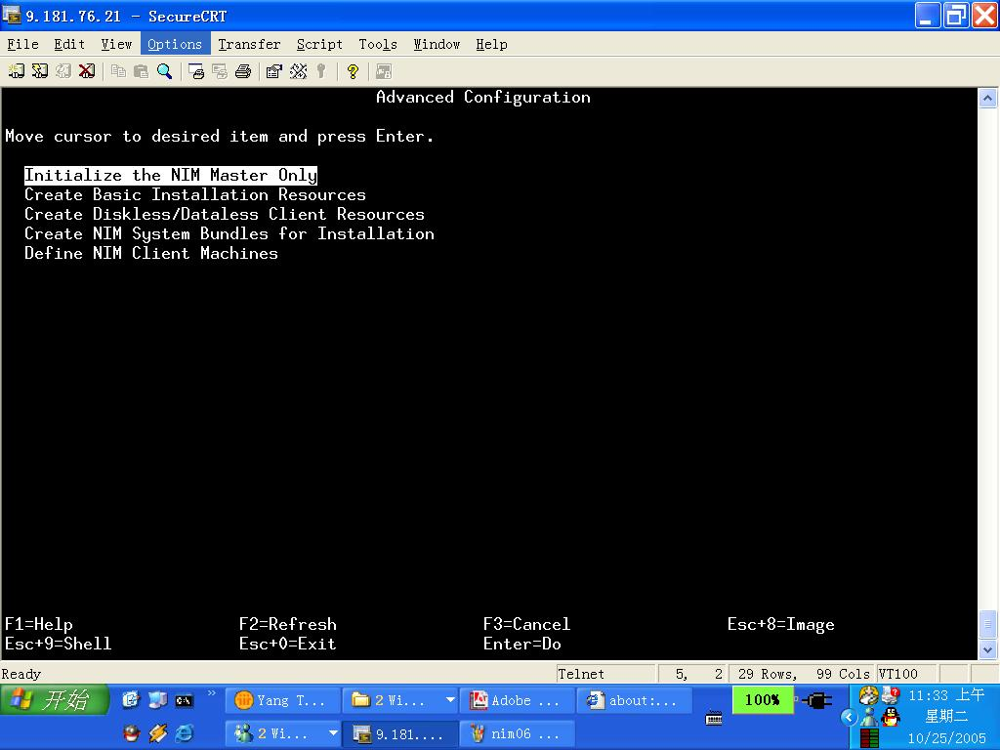 9.181.76.21 - SecureCRT
File Edit View Options Transfer Script Tools Window Help
Advanced Configuration
Move cursor to desired item and press Enter.
Initialize the NIM Master Only
Create Basic Installation Resources
Create Diskless/Dataless Client Resources
Create NIM System Bundles for Installation
Define NIM Client Machines
F1=Help F2=Refresh F3=Cancel Esc+8=Image
Esc+9=Shell Esc+0=Exit Enter=Do
Ready Telnet 5, 2 29 Rows, 99 Cols VT100
开始 Yang T... 2 Wi... Adobe ... about:... 100% 11:33 上午
星期二
2 Wi... 9.181.... nim06 ... 10/25/2005